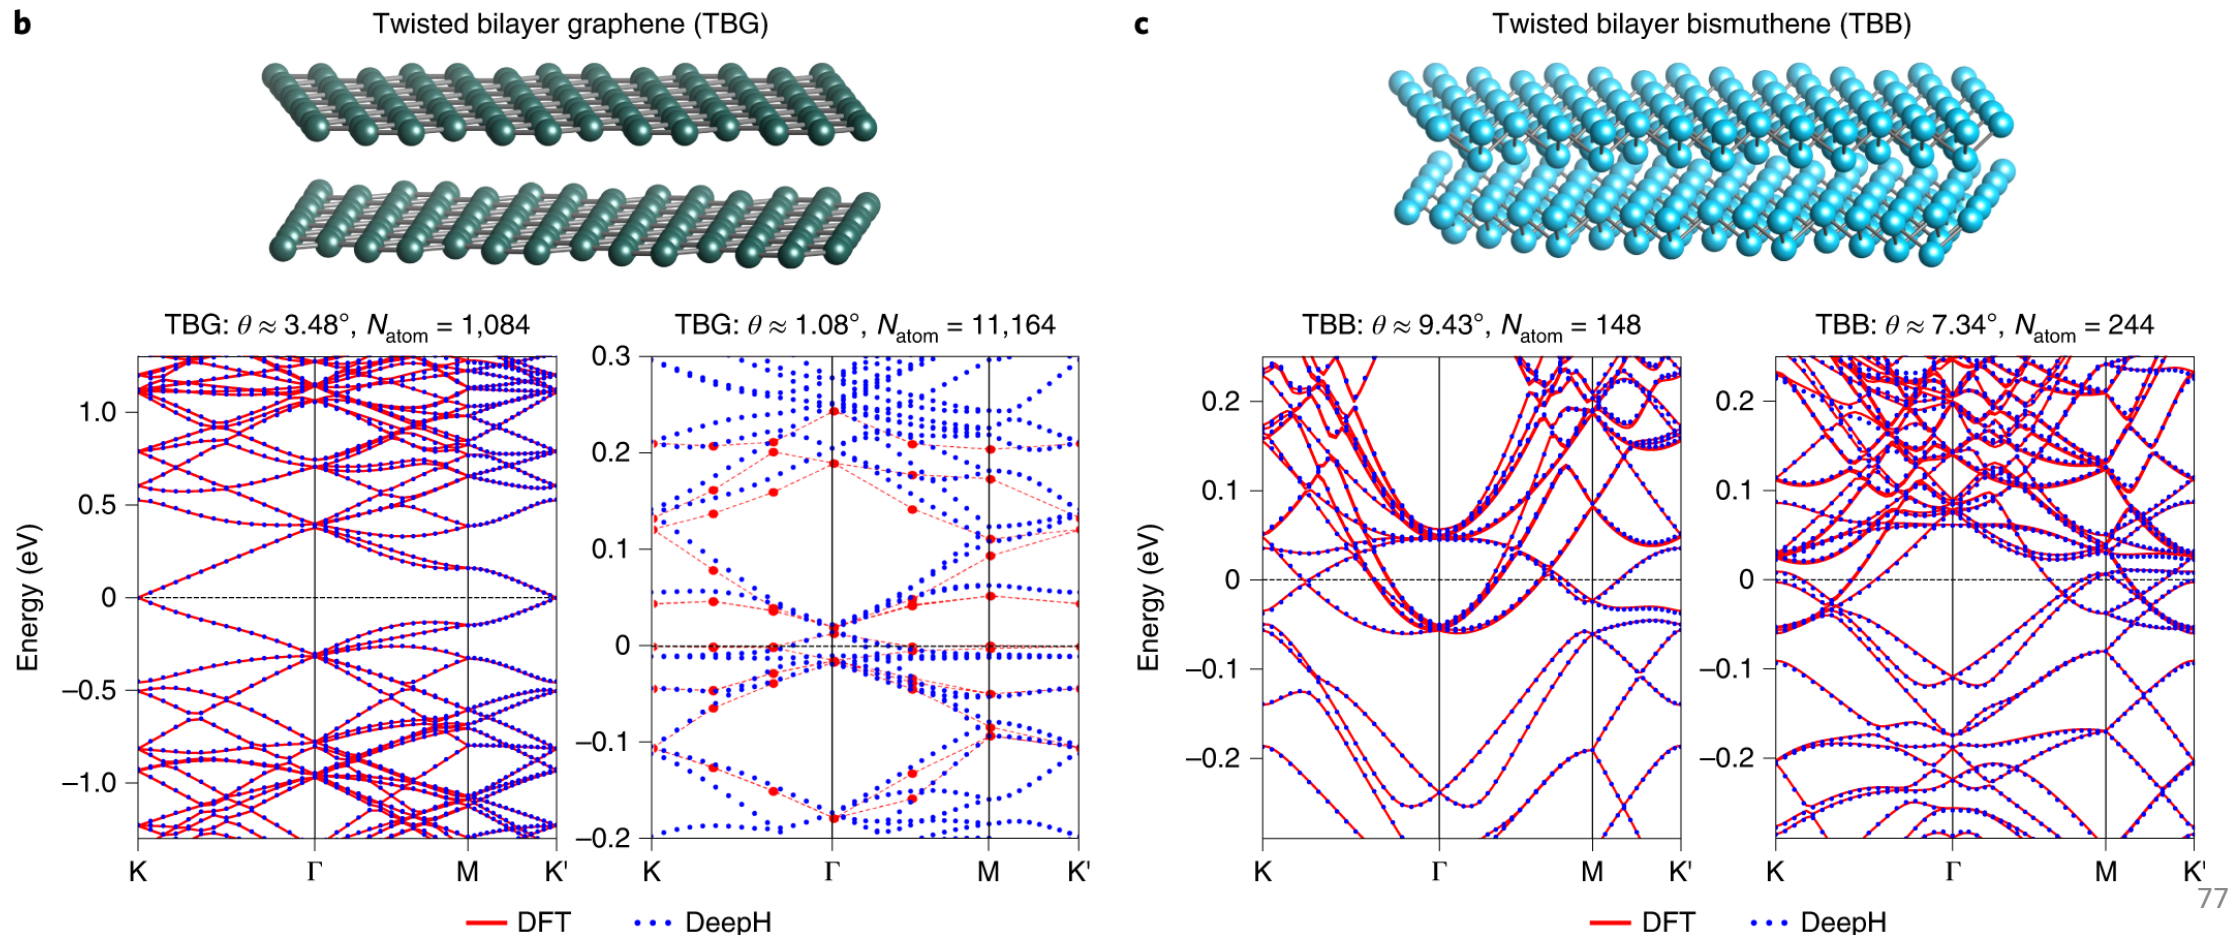 b
Twisted bilayer graphene (TBG)
c
Twisted bilayer bismuthene (TBB)
TBG: θ ≈ 3.48°, Natom = 1,084
TBG: θ ≈ 1.08°, Natom = 11,164
TBB: θ ≈ 9.43°, Natom = 148
TBB: θ ≈ 7.34°, Natom = 244
Energy (eV)
1.0
0.5
0
–0.5
–1.0
K
Γ
M
K'
0.3
0.2
0.1
0
–0.1
–0.2
K
Γ
M
K'
DFT
DeepH
Energy (eV)
0.2
0.1
0
–0.1
–0.2
K
Γ
M
K'
0.2
0.1
0
–0.1
–0.2
K
Γ
M
K'
DFT
DeepH
77